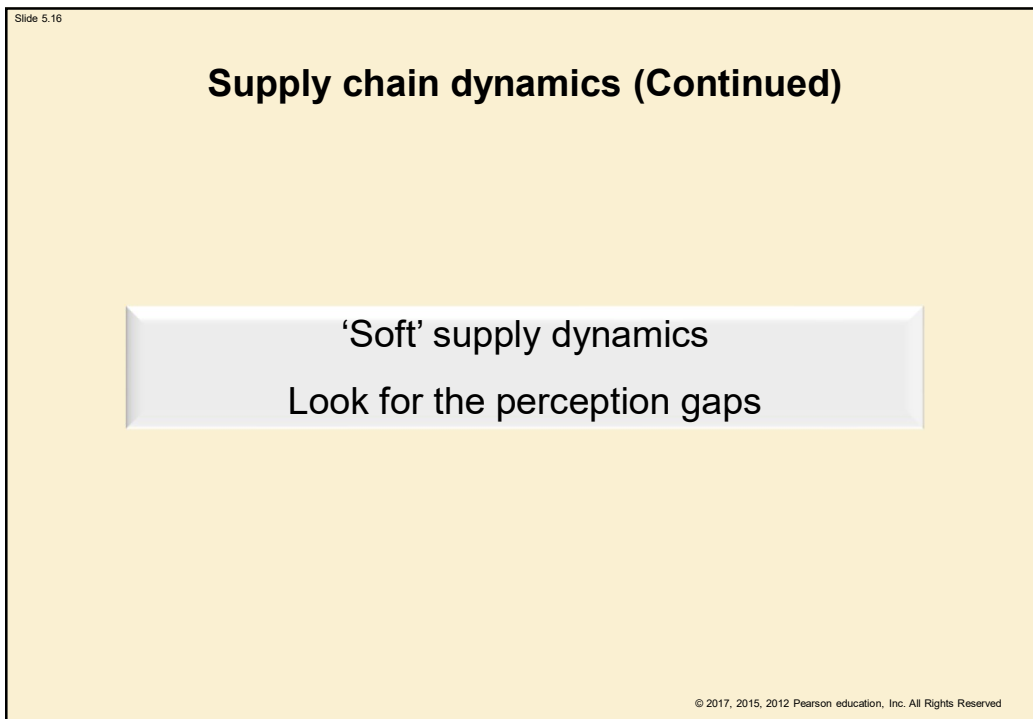 Slide 5.16
Supply chain dynamics (Continued)
‘Soft’ supply dynamics
Look for the perception gaps
© 2017, 2015, 2012 Pearson education, Inc. All Rights Reserved